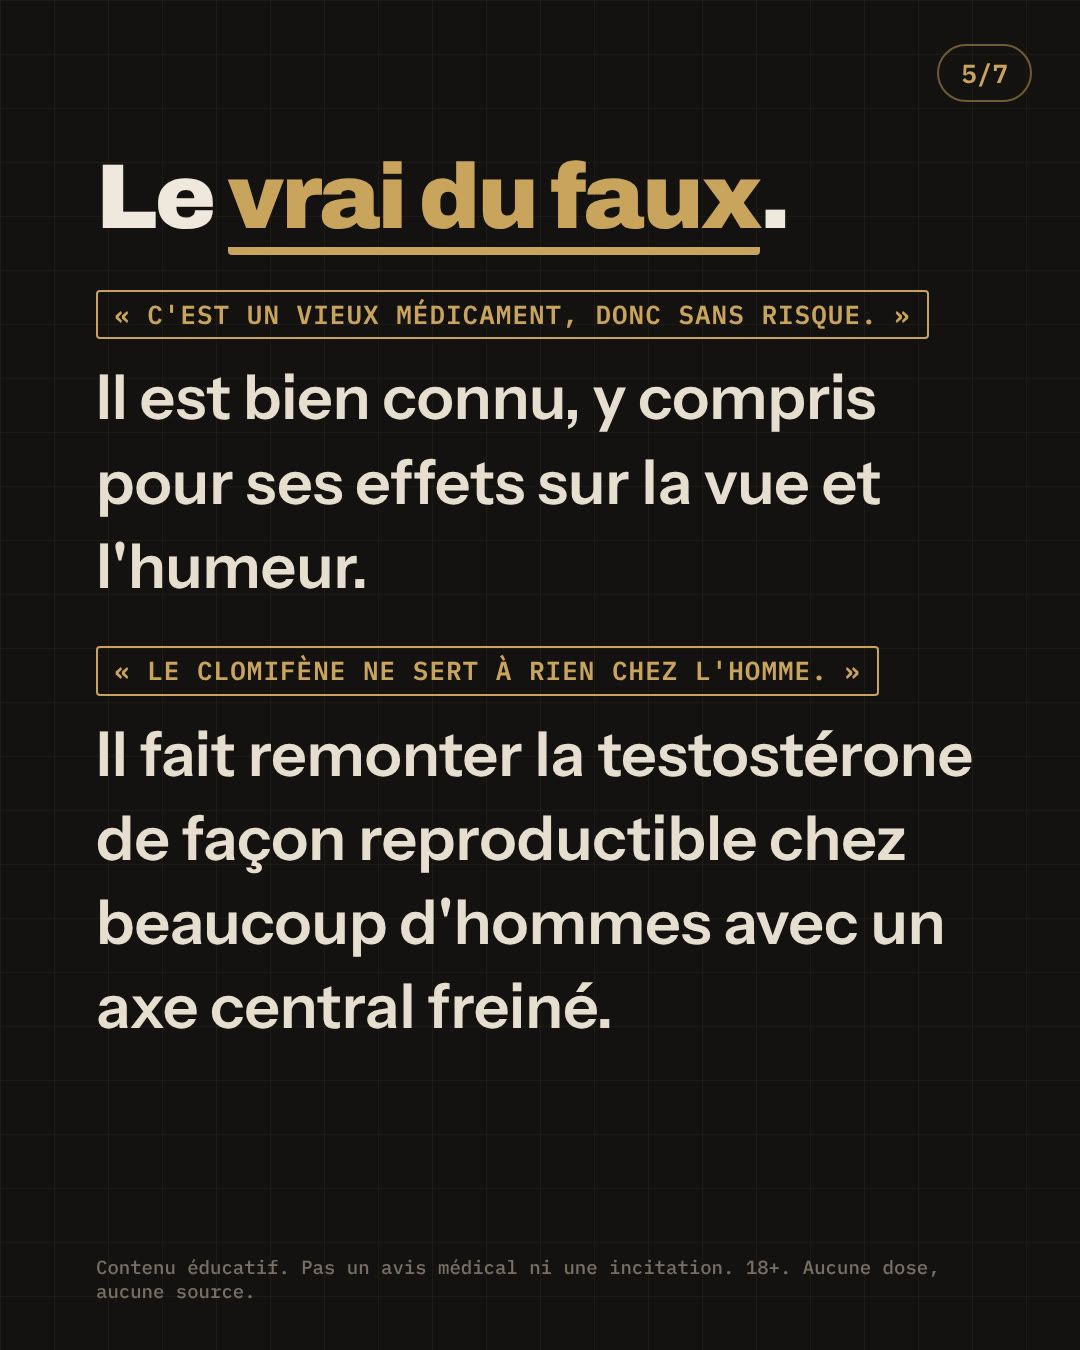 5/7
Le vrai du faux.
« C'EST UN VIEUX MÉDICAMENT, DONC SANS RISQUE. »
Il est bien connu, y compris
pour ses effets sur la vue et
l'humeur.
« LE CLOMIFÈNE NE SERT À RIEN CHEZ L'HOMME. »
Il fait remonter la testostérone
de façon reproductible chez
beaucoup d'hommes avec un
axe central freiné.
Contenu éducatif. Pas un avis médical ni une incitation. 18+. Aucune dose,
aucune source.